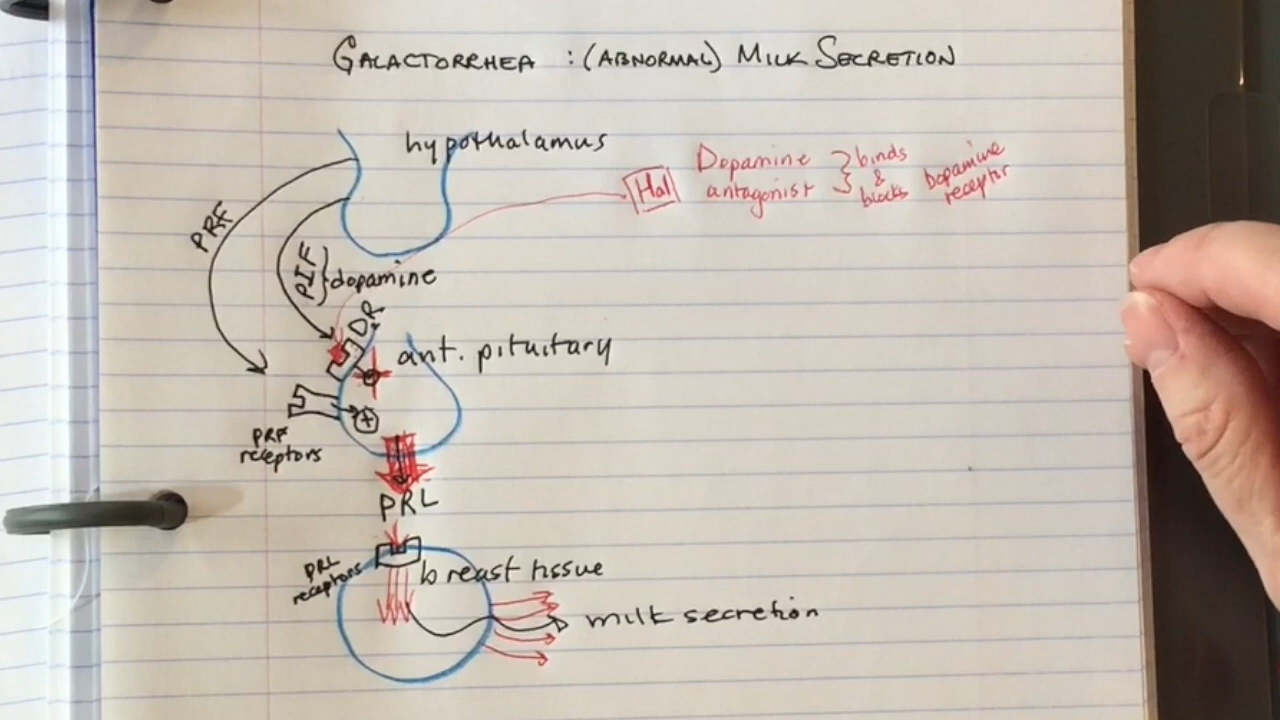 GALACTORRHEA : (ABNORMAL) MILK SECRETION
hypothalamus
Hal
Dopamine
antagonist
binds
&
blocks
Dopamine
receptor
PRF
PIF
dopamine
DR
ant. pituitary
+
PRF
receptors
PRL
PRL
receptors
breast tissue
milk secretion